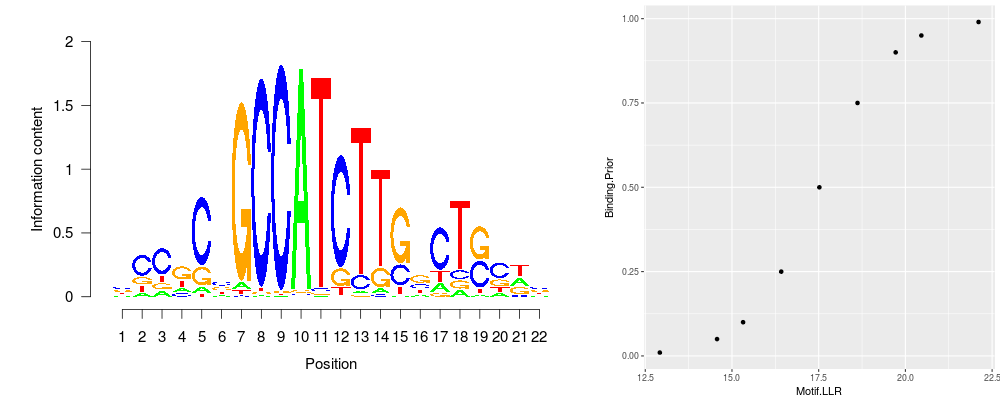 2
1.5
1
0.5
0
Information content
1 2 3 4 5 6 7 8 9 10 11 12 13 14 15 16 17 18 19 20 21 22
Position
C C C G C C A T C T T G C T G
1.00
0.75
0.50
0.25
0.00
Binding.Prior
12.5 15.0 17.5 20.0 22.5
Motif.LLR